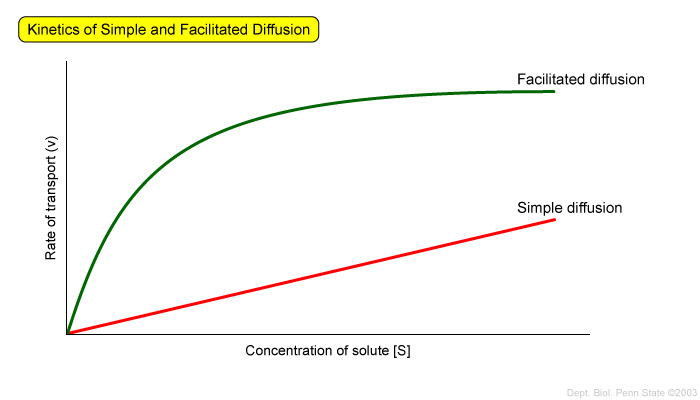 Kinetics of Simple and Facilitated Diffusion
Facilitated diffusion
Rate of transport (v)
Simple diffusion
Concentration of solute [S]
Dept. Biol. Penn State ©2003